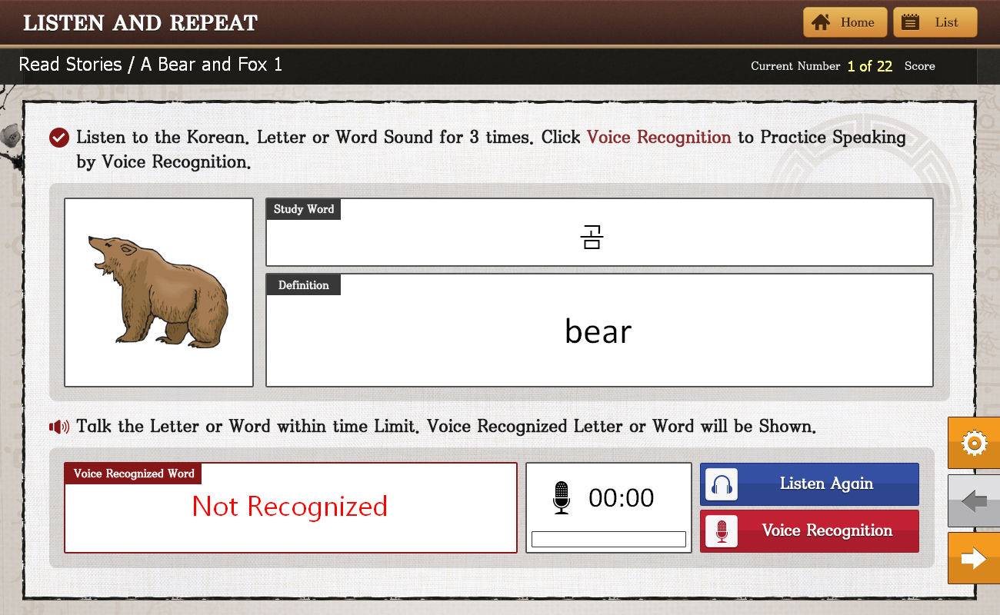 LISTEN AND REPEAT
Home
List
Read Stories / A Bear and Fox 1
Current Number 1 of 22 Score
Listen to the Korean. Letter or Word Sound for 3 times. Click Voice Recognition to Practice Speaking
by Voice Recognition.
Study Word
곰
Definition
bear
Talk the Letter or Word within time Limit. Voice Recognized Letter or Word will be Shown.
Voice Recognized Word
Not Recognized
00:00
Listen Again
Voice Recognition